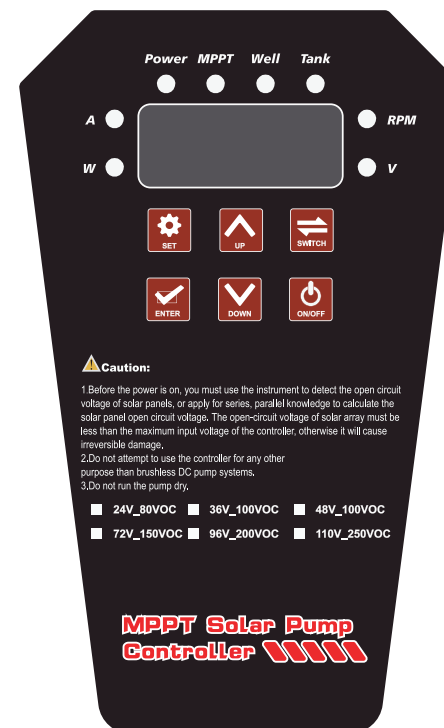 Power MPPT Well Tank
A RPM
W V
SET UP SWITCH
ENTER DOWN ON/OFF
Caution:
1.Before the power is on, you must use the instrument to detect the open circuit
voltage of solar panels, or apply for series, parallel knowledge to calculate the
solar panel open circuit voltage. The open-circuit voltage of solar array must be
less than the maximum input voltage of the controller, otherwise it will cause
irreversible damage.
2.Do not attempt to use the controller for any other
purpose than brushless DC pump systems.
3.Do not run the pump dry.
24V_80VOC 36V_100VOC 48V_100VOC
72V_150VOC 96V_200VOC 110V_250VOC
MPPT Solar Pump
Controller